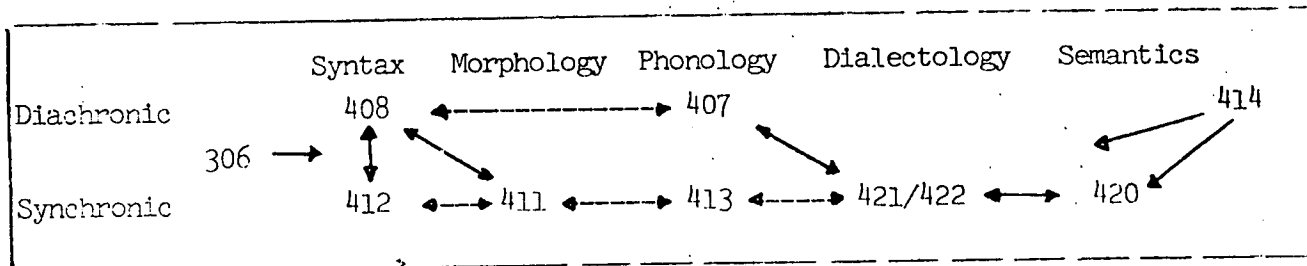 Syntax Morphology Phonology Dialectology Semantics
Diachronic 408 407 414
306
Synchronic 412 411 413 421/422 420